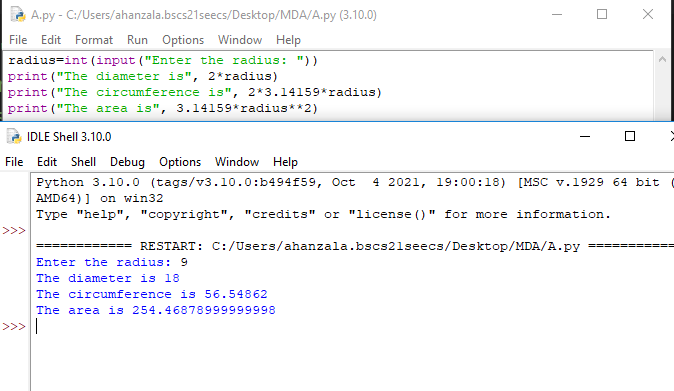 A.py - C:/Users/ahanzala.bscs21seecs/Desktop/MDA/A.py (3.10.0)
File Edit Format Run Options Window Help
radius=int(input("Enter the radius: "))
print("The diameter is", 2*radius)
print("The circumference is", 2*3.14159*radius)
print("The area is", 3.14159*radius**2)
IDLE Shell 3.10.0
File Edit Shell Debug Options Window Help
Python 3.10.0 (tags/v3.10.0:b494f59, Oct  4 2021, 19:00:18) [MSC v.1929 64 bit (
AMD64)] on win32
Type "help", "copyright", "credits" or "license()" for more information.
>>>
============ RESTART: C:/Users/ahanzala.bscs21seecs/Desktop/MDA/A.py ============
Enter the radius: 9
The diameter is 18
The circumference is 56.54862
The area is 254.46878999999998
>>>